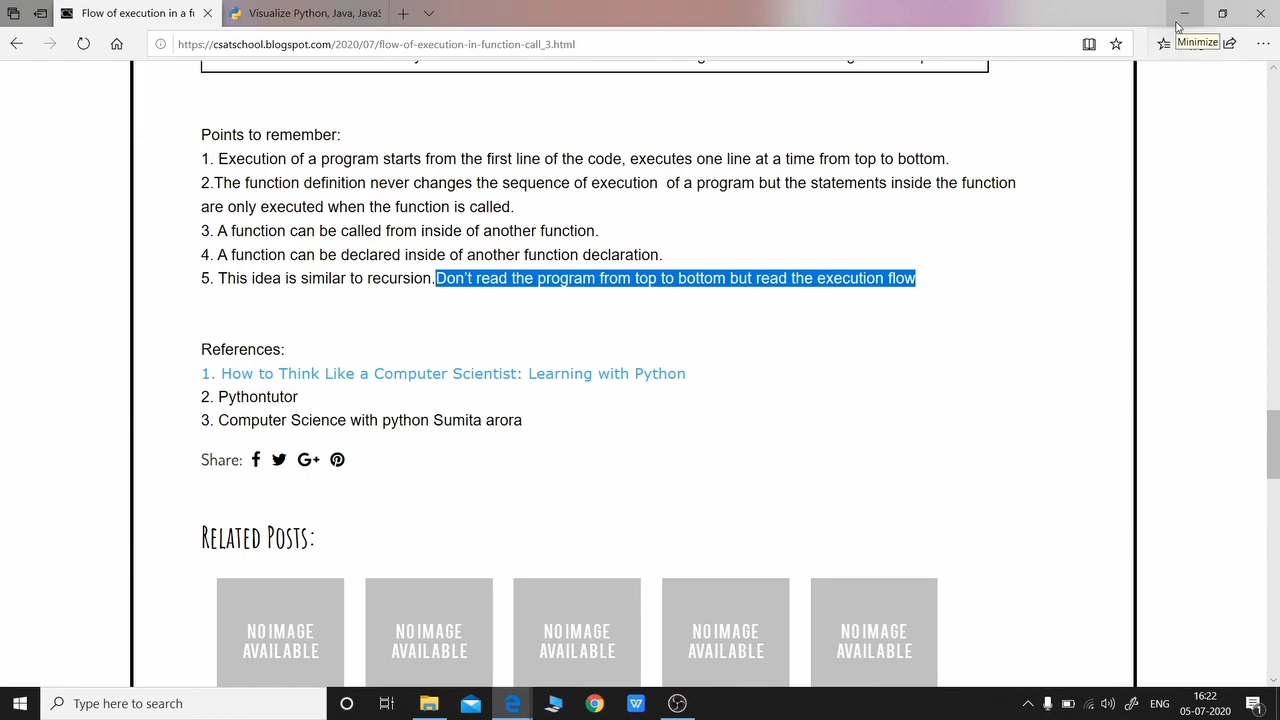 Flow of execution in a f
Visualize Python, Java, JavaS
https://csatschool.blogspot.com/2020/07/flow-of-execution-in-function-call_3.html
Minimize
Points to remember:
1. Execution of a program starts from the first line of the code, executes one line at a time from top to bottom.
2.The function definition never changes the sequence of execution  of a program but the statements inside the function
are only executed when the function is called.
3. A function can be called from inside of another function.
4. A function can be declared inside of another function declaration.
5. This idea is similar to recursion.Don't read the program from top to bottom but read the execution flow
References:
1. How to Think Like a Computer Scientist: Learning with Python
2. Pythontutor
3. Computer Science with python Sumita arora
Share:
RELATED POSTS:
NO IMAGE AVAILABLE
NO IMAGE AVAILABLE
NO IMAGE AVAILABLE
NO IMAGE AVAILABLE
NO IMAGE AVAILABLE
Type here to search
ENG
16:22
05-07-2020